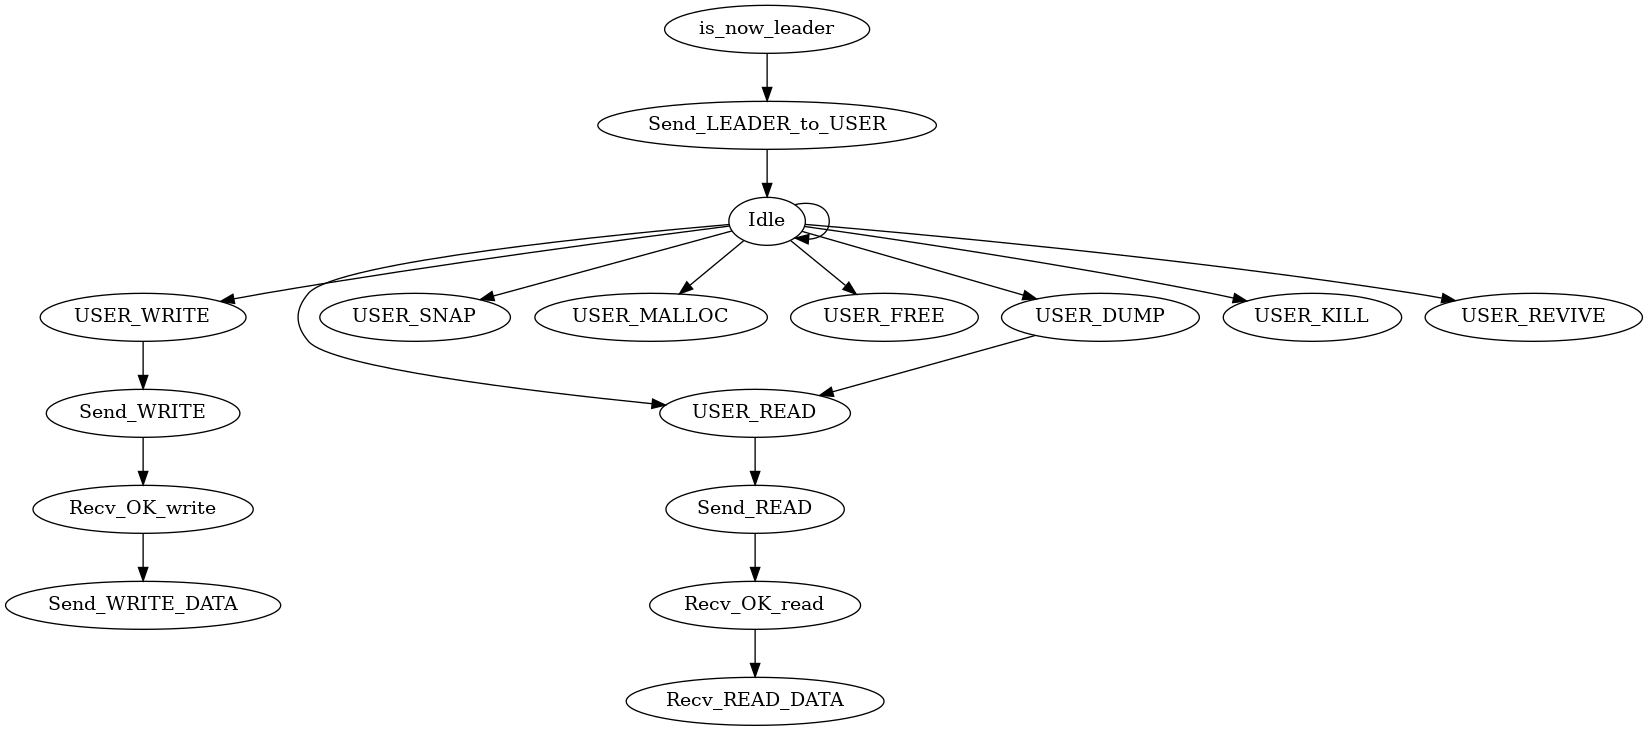 is_now_leader
Send_LEADER_to_USER
Idle
USER_WRITE
USER_SNAP
USER_MALLOC
USER_FREE
USER_DUMP
USER_KILL
USER_REVIVE
Send_WRITE
USER_READ
Recv_OK_write
Send_READ
Send_WRITE_DATA
Recv_OK_read
Recv_READ_DATA